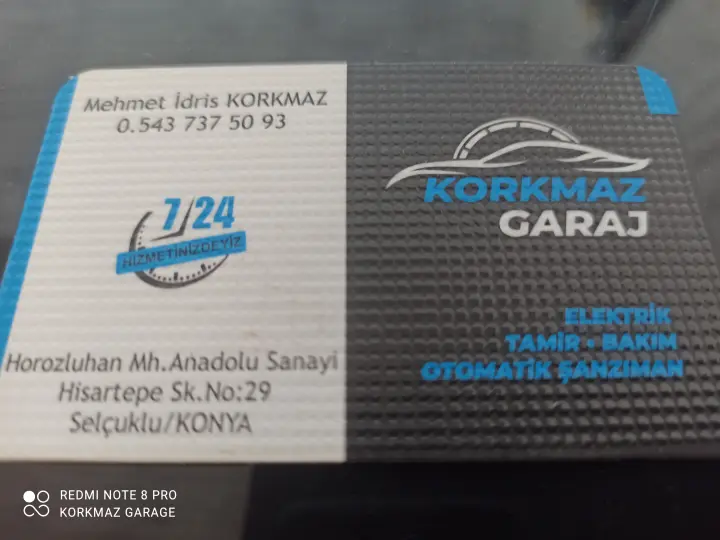 Mehmet İdris KORKMAZ
0.543 737 50 93
7/24
HİZMETİNİZDEYİZ
Horozluhan Mh.Anadolu Sanayi
Hisartepe Sk.No:29
Selçuklu/KONYA
KORKMAZ
GARAJ
ELEKTRİK
TAMİR - BAKIM
OTOMATİK ŞANZIMAN
REDMI NOTE 8 PRO
KORKMAZ GARAGE